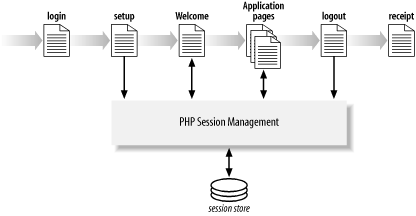 login
setup
Welcome
Application
pages
logout
receipt
PHP Session Management
session store